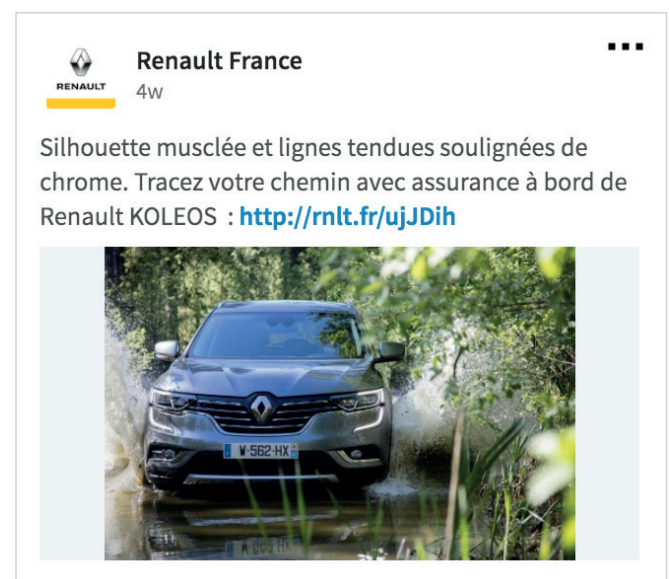 RENAULT
Renault France
4w
Silhouette musclée et lignes tendues soulignées de
chrome. Tracez votre chemin avec assurance à bord de
Renault KOLEOS : http://rnlt.fr/ujJDih
W-562-HX